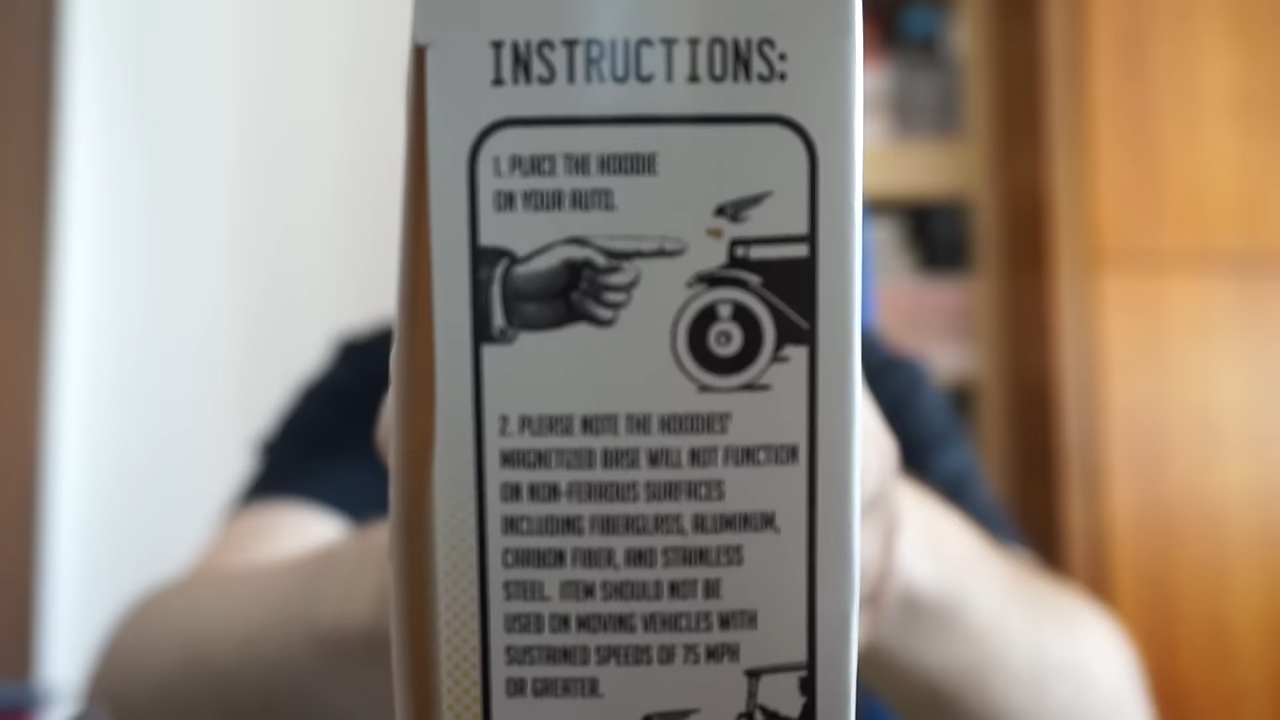 INSTRUCTIONS:
1. PLACE THE HOODIE
ON YOUR AUTO.
2. PLEASE NOTE THE HOODIES'
MAGNETIZED BASE WILL NOT FUNCTION
ON NON-FERROUS SURFACES
INCLUDING FIBERGLASS, ALUMINUM,
CARBON FIBER, AND STAINLESS
STEEL. ITEM SHOULD NOT BE
USED ON MOVING VEHICLES WITH
SUSTAINED SPEEDS OF 75 MPH
OR GREATER.